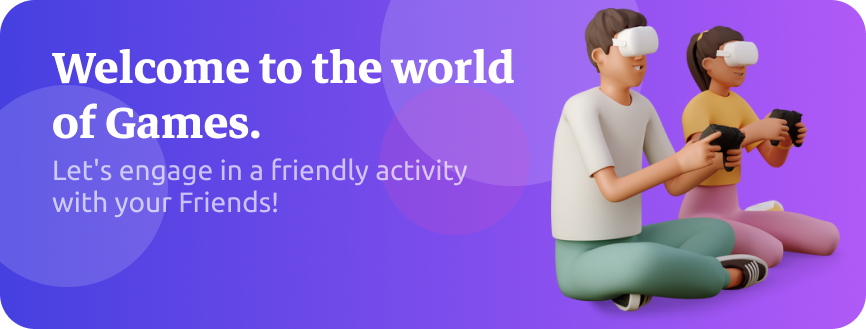 Welcome to the world
of Games.
Let's engage in a friendly activity
with your Friends!